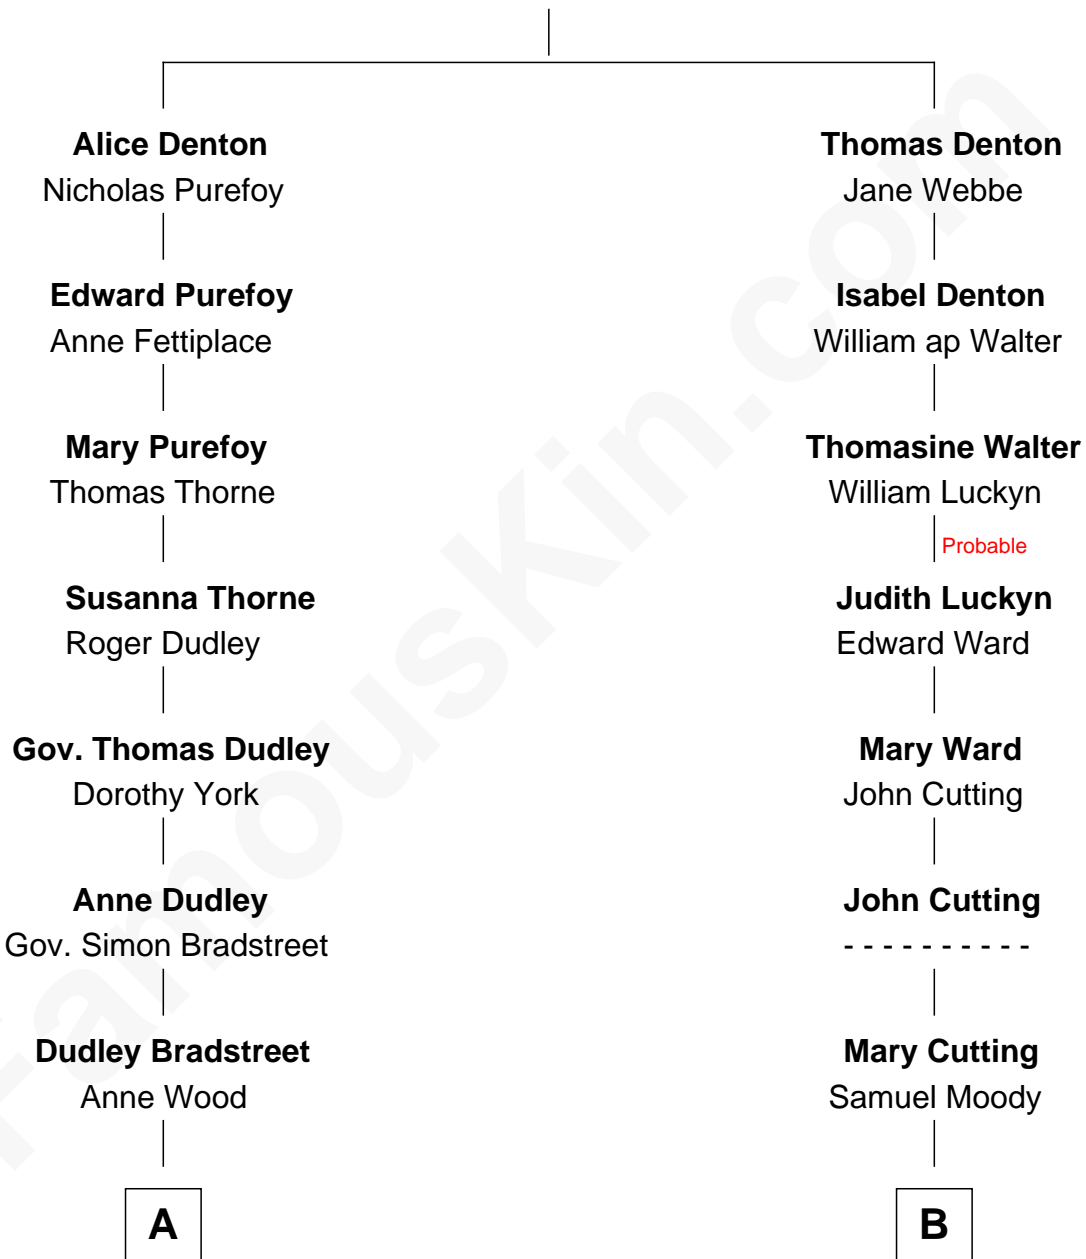 Alice Denton
Nicholas Purefoy
Edward Purefoy
Anne Fettiplace
Mary Purefoy
Thomas Thorne
Susanna Thorne
Roger Dudley
Gov. Thomas Dudley
Dorothy York
Anne Dudley
Gov. Simon Bradstreet
Dudley Bradstreet
Anne Wood
A
Thomas Denton
Jane Webbe
Isabel Denton
William ap Walter
Thomasine Walter
William Luckyn
Probable
Judith Luckyn
Edward Ward
Mary Ward
John Cutting
John Cutting
- - - - - - - - - -
Mary Cutting
Samuel Moody
B
FamousKin.com